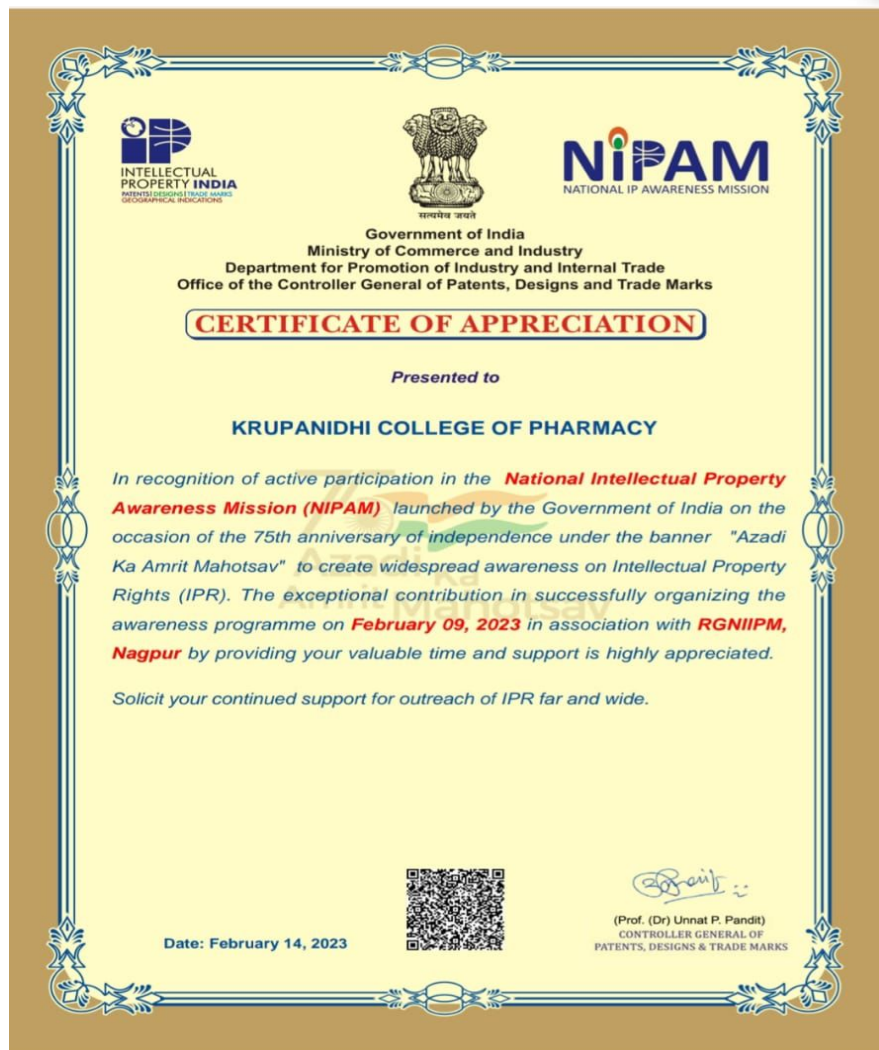 iP
INTELLECTUAL
PROPERTY INDIA
PATENTS| DESIGNS| TRADE MARKS
GEOGRAPHICAL INDICATIONS
सत्यमेव जयते
NiPAM
NATIONAL IP AWARENESS MISSION
Government of India
Ministry of Commerce and Industry
Department for Promotion of Industry and Internal Trade
Office of the Controller General of Patents, Designs and Trade Marks
CERTIFICATE OF APPRECIATION
Presented to
KRUPANIDHI COLLEGE OF PHARMACY
In recognition of active participation in the National Intellectual Property
Awareness Mission (NIPAM) launched by the Government of India on the
occasion of the 75th anniversary of independence under the banner "Azadi
Ka Amrit Mahotsav" to create widespread awareness on Intellectual Property
Rights (IPR). The exceptional contribution in successfully organizing the
awareness programme on February 09, 2023 in association with RGNIIPM,
Nagpur by providing your valuable time and support is highly appreciated.
75
Azadi Ka
Amrit Mahotsav
Solicit your continued support for outreach of IPR far and wide.
Date: February 14, 2023
(Prof. (Dr) Unnat P. Pandit)
CONTROLLER GENERAL OF
PATENTS, DESIGNS & TRADE MARKS